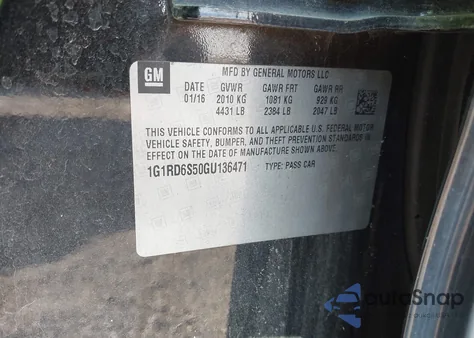 GM
MFD BY GENERAL MOTORS LLC
DATE GVWR GAWR FRT GAWR RR
01/16 2010 KG 1081 KG 929 KG
4431 LB 2384 LB 2047 LB
THIS VEHICLE CONFORMS TO ALL APPLICABLE U.S. FEDERAL MOTOR
VEHICLE SAFETY, BUMPER, AND THEFT PREVENTION STANDARDS IN
EFFECT ON THE DATE OF MANUFACTURE SHOWN ABOVE.
1G1RD6S50GU136471 TYPE: PASS CAR
AutoSnap